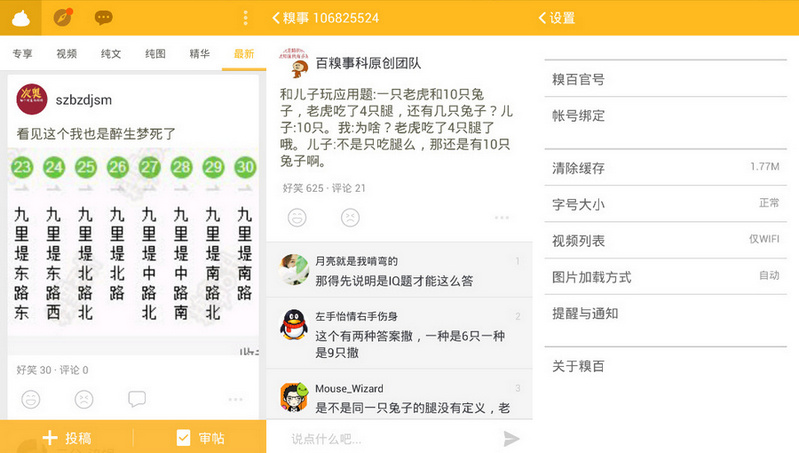 专享 视频 纯文 纯图 精华 最新
szbzdjsm
看见这个我也是醉生梦死了
23 24 25 26 27 28 29 30
九里堤东路东
九里堤东路西
九里堤北路北
九里堤北路
九里堤中路北
九里堤中路南
九里堤南路北
九里堤南路
好笑 30 · 评论 0
投稿
审帖
糗事 106825524
百糗事科原创团队
和儿子玩应用题:一只老虎和10只兔
子，老虎吃了4只腿，还有几只兔子？儿
子:10只。我:为啥？老虎吃了4只腿了
哦。儿子:不是只吃腿么，那还是有10只
兔子啊。
好笑 625 · 评论 21
月亮就是我啃弯的 1
那得先说明是IQ题才能这么答
左手怡情右手伤身 2
这个有两种答案撒，一种是6只一种
是9只撒
Mouse_Wizard 3
是不是同一只兔子的腿没有定义，老
说点什么吧...
设置
糗百官号
帐号绑定
清除缓存 1.77M
字号大小 正常
视频列表 仅WIFI
图片加载方式 自动
提醒与通知
关于糗百